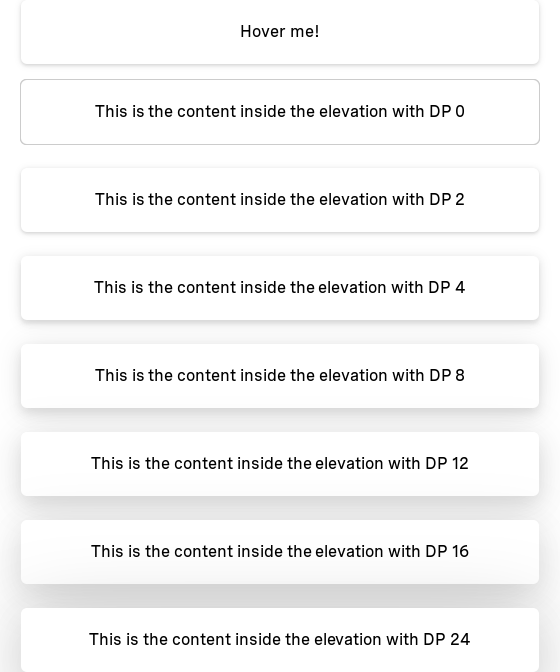 Hover me!
This is the content inside the elevation with DP 0
This is the content inside the elevation with DP 2
This is the content inside the elevation with DP 4
This is the content inside the elevation with DP 8
This is the content inside the elevation with DP 12
This is the content inside the elevation with DP 16
This is the content inside the elevation with DP 24